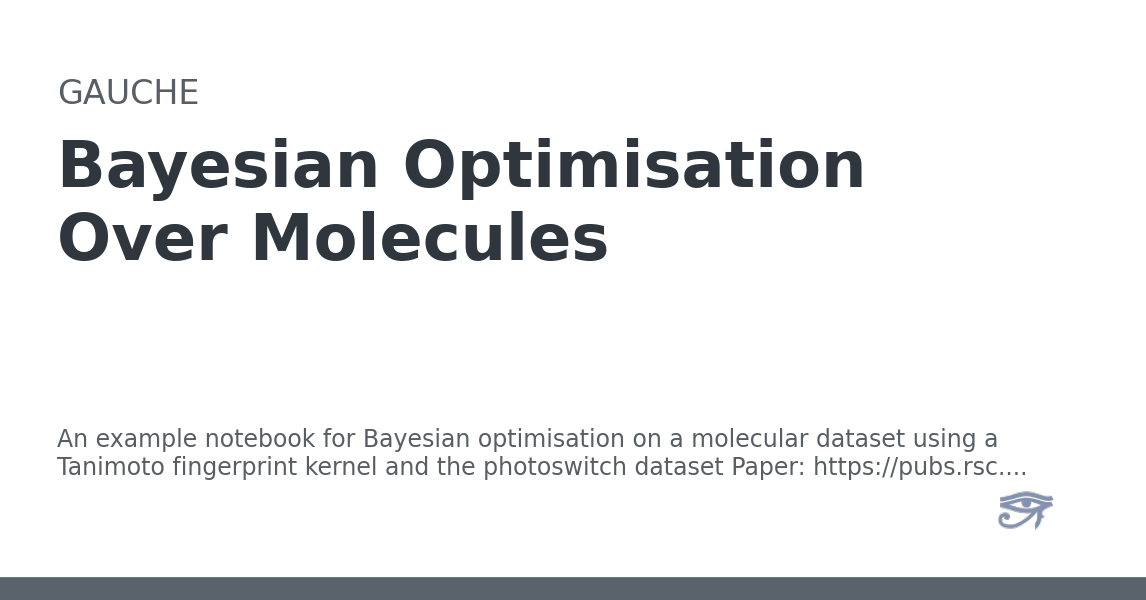 GAUCHE
Bayesian Optimisation
Over Molecules
An example notebook for Bayesian optimisation on a molecular dataset using a
Tanimoto fingerprint kernel and the photoswitch dataset Paper: https://pubs.rsc....